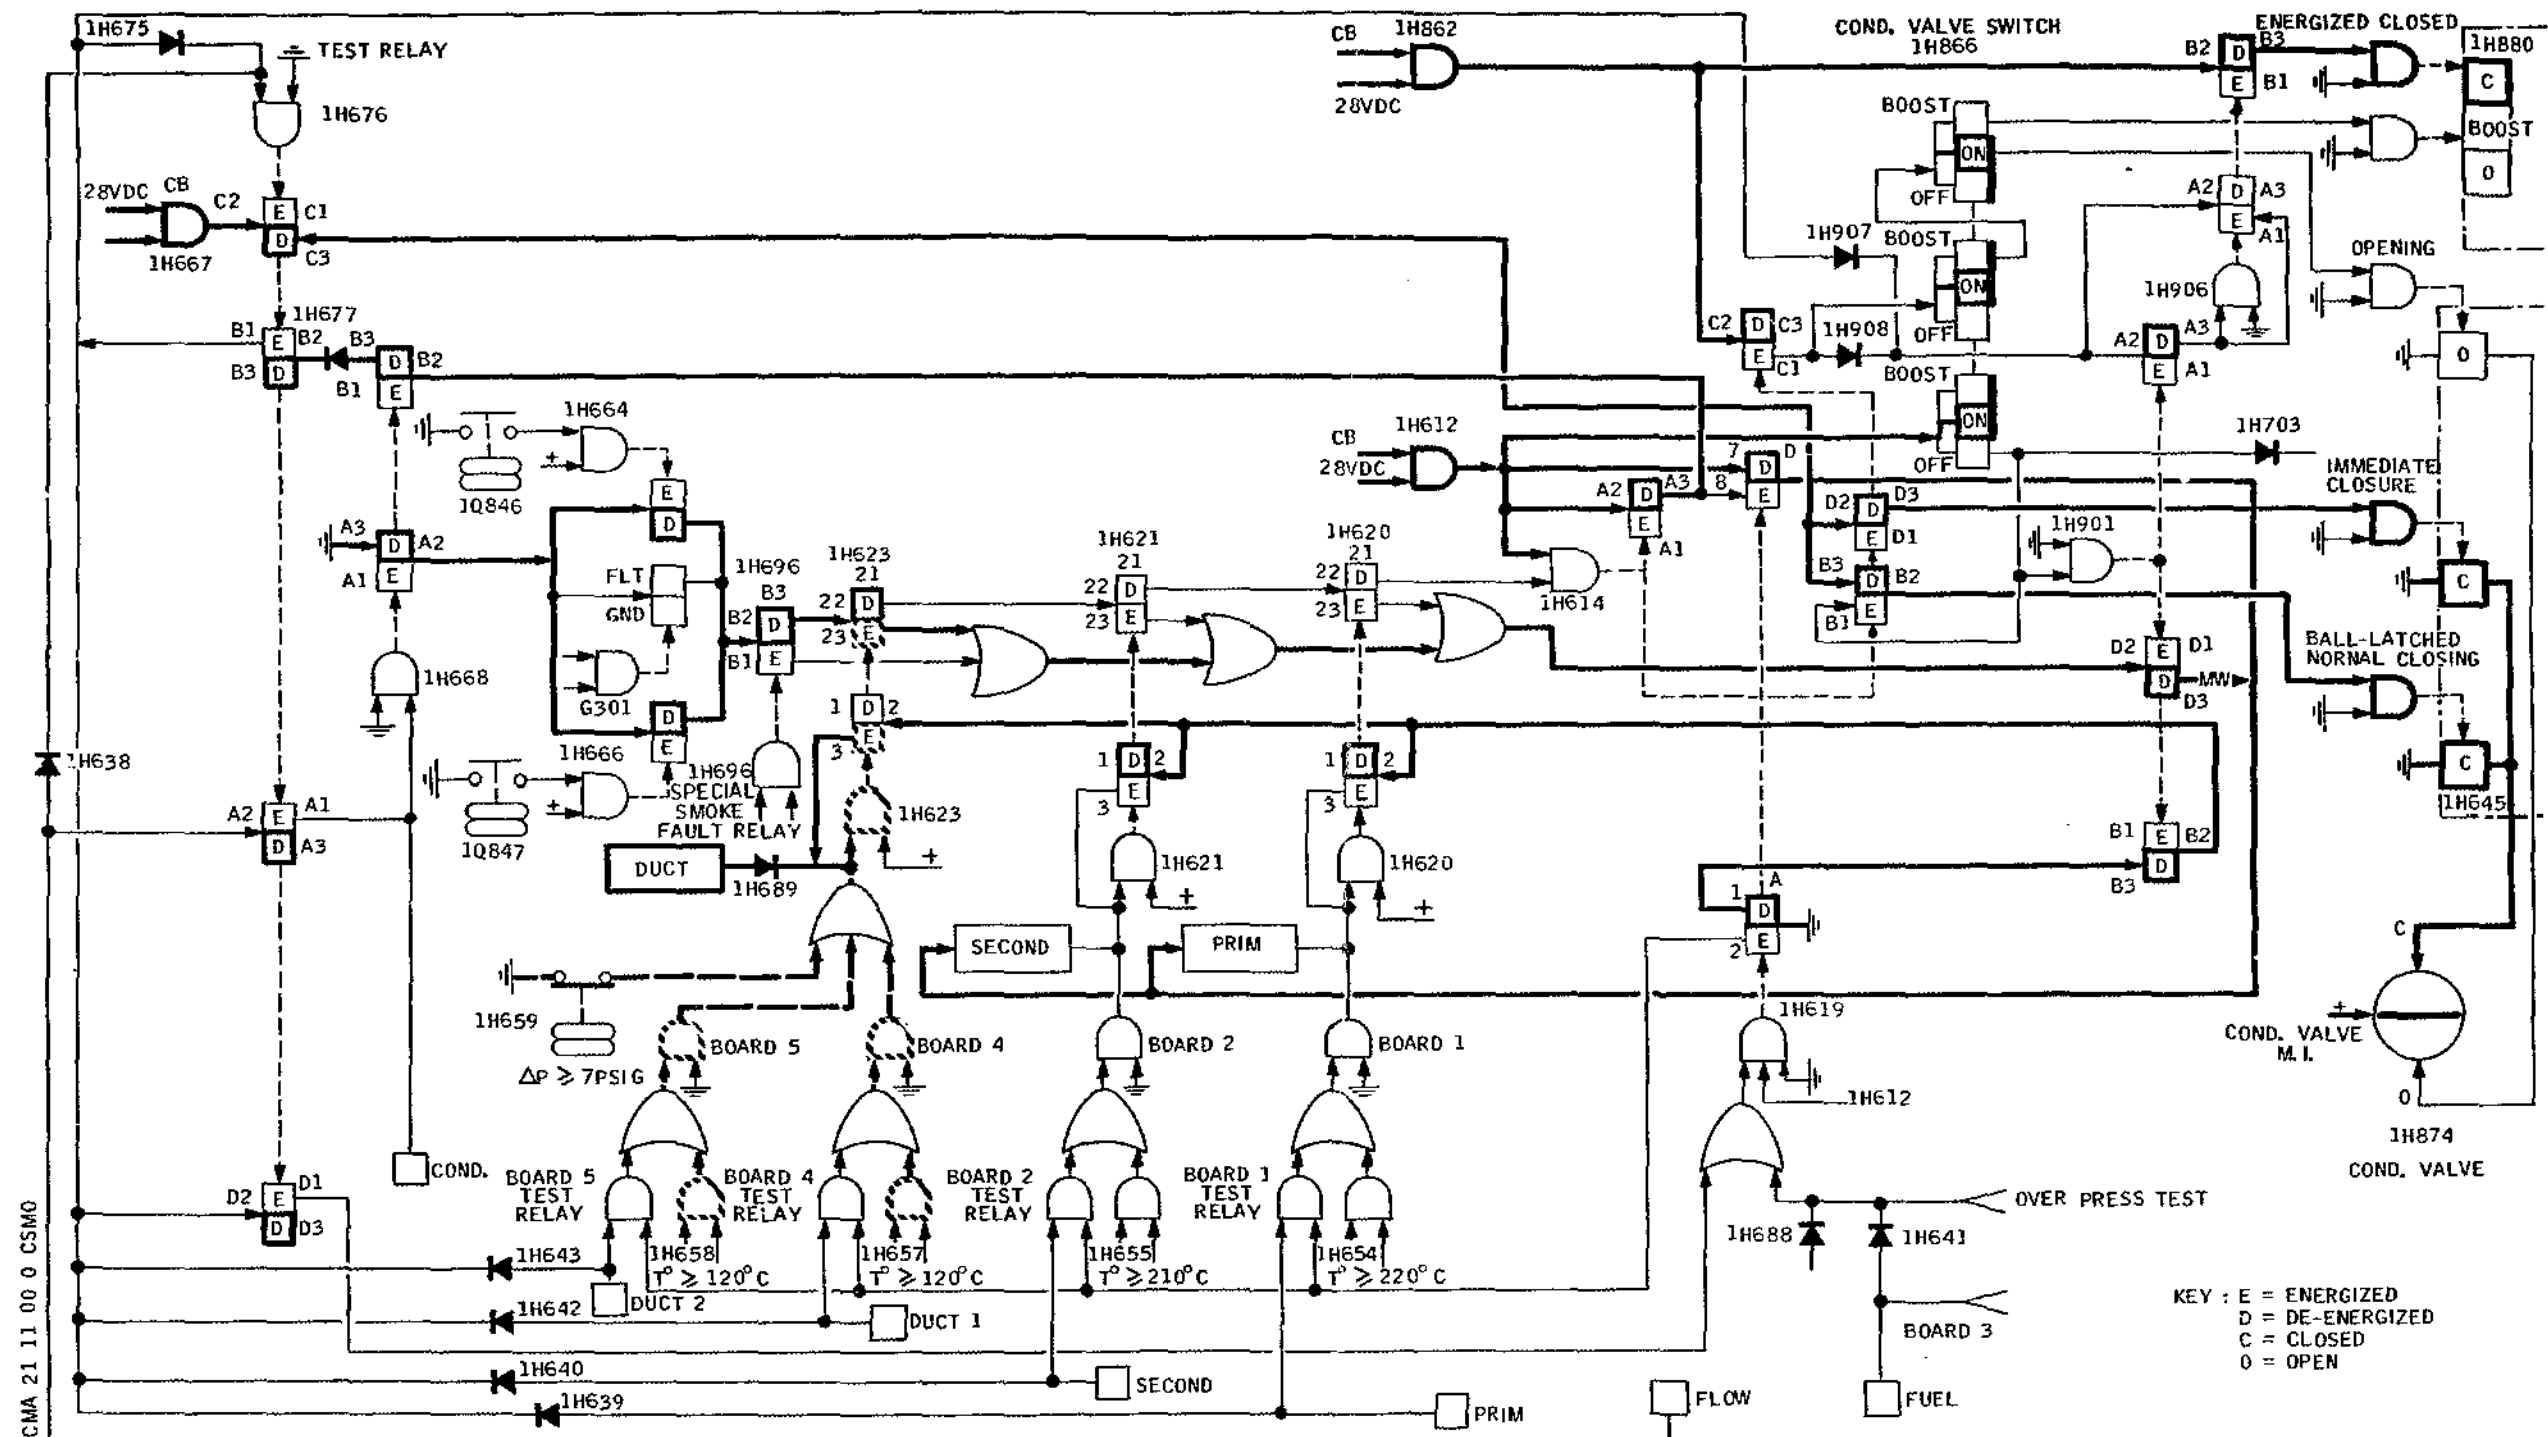 1H675
TEST RELAY
1H676
28VDC CB
C2
E C1
D
C3
1H667
1H677
B1
E B2
B3 D
B3
D B2
B1
E
1H664
+
1Q846
E
D
A3
D A2
A1 E
1H668
FLT
GND
G301
D
E
1H666
+
1Q847
1H638
A2 E A1
D A3
COND.
D2 E D1
D D3
CMA 21 11 00 0 CSMO
1H696
B3
B2 D
B1 E
1H696
SPECIAL
SMOKE
FAULT RELAY
1H623
21
22 D
23 E
1 D 2
3 E
1H623
+
DUCT
1H689
1H659
ΔP ≥ 7PSIG
BOARD 5
BOARD 4
BOARD 5
TEST
RELAY
BOARD 4
TEST
RELAY
1H658
T° ≥ 120°C
1H657
T° ≥ 120°C
1H643
DUCT 2
1H642
DUCT 1
1H640
SECOND
1H639
PRIM
1H621
21
22 D
23 E
1 D 2
3 E
1H621
+
SECOND
BOARD 2
BOARD 2
TEST
RELAY
1H655
T° ≥ 210°C
1H620
21
22 D
23 E
1 D 2
3 E
1H620
+
PRIM
BOARD 1
BOARD 1
TEST
RELAY
1H654
T° ≥ 220°C
CB
1H862
28VDC
COND. VALVE SWITCH
1H866
BOOST
ON
OFF
BOOST
ON
OFF
BOOST
ON
OFF
1H907
C2 D C3
E
C1
1H908
1H612
CB
28VDC
A2 D A3
E
A1
7 D
D
8 E
1H614
D2 D D3
E D1
B3 D B2
B1 E
1H901
1H703
ENERGIZED CLOSED
B2 D B3
E B1
1H880
C
BOOST
O
A2 D A3
E
A1
1H906
A2 D A3
E A1
OPENING
O
IMMEDIATE
CLOSURE
C
BALL-LATCHED
NORNAL CLOSING
C
1H645
D2 E D1
D MW
D3
B1 E B2
D
B3
A
1 D
2 E
1H619
1H612
C
+
COND. VALVE
M.I.
O
1H874
COND. VALVE
OVER PRESS TEST
1H688
1H641
BOARD 3
FLOW
FUEL
KEY : E = ENERGIZED
D = DE-ENERGIZED
C = CLOSED
O = OPEN